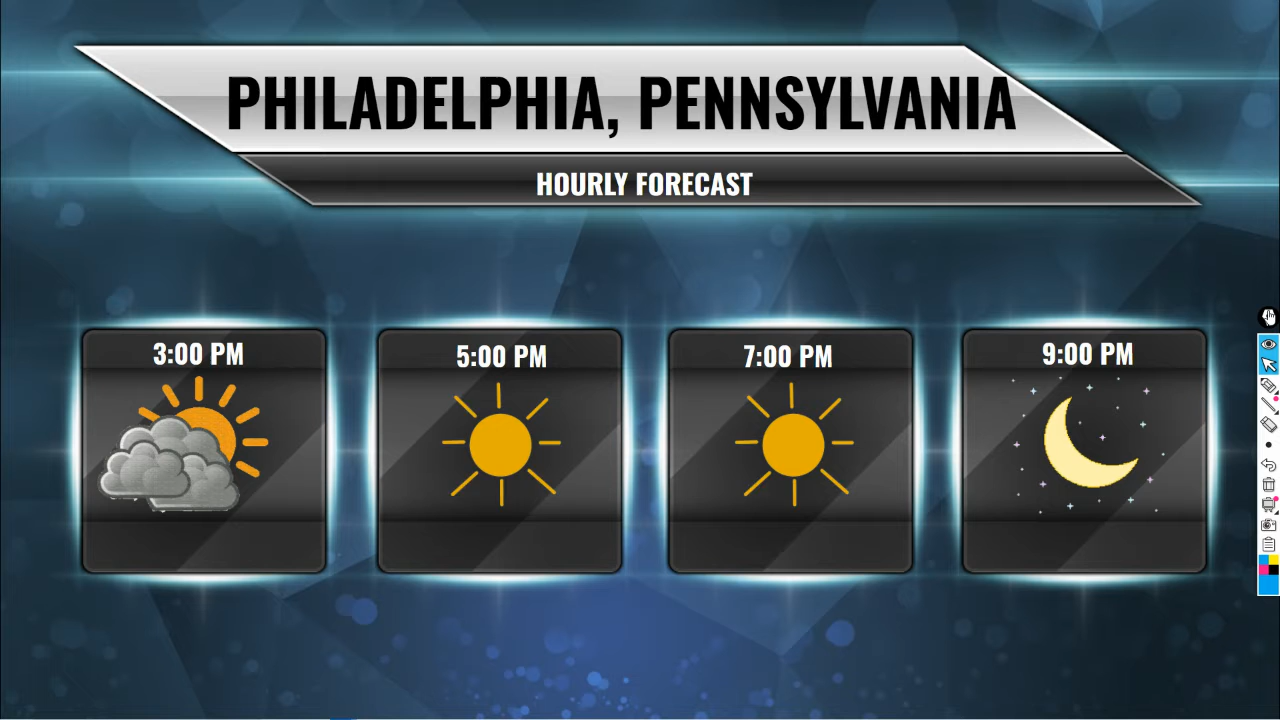 PHILADELPHIA, PENNSYLVANIA
HOURLY FORECAST
3:00 PM
5:00 PM
7:00 PM
9:00 PM